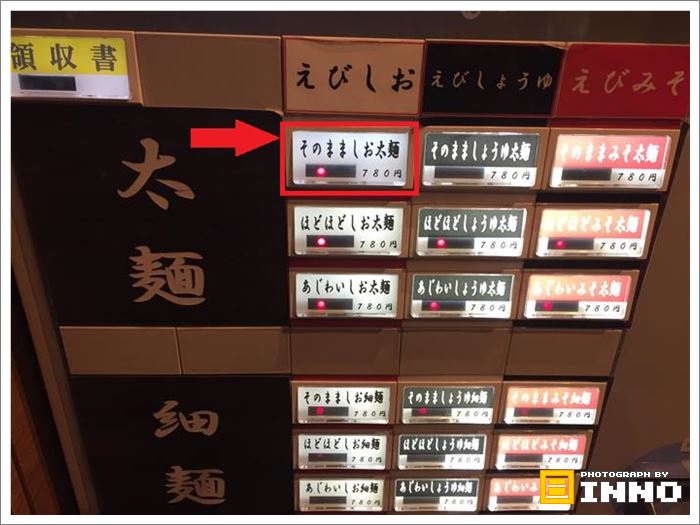 領収書
えびしお
えびしょうゆ
えびみそ
太麺
そのまましお太麺
780円
そのまましょうゆ太麺
780円
そのままみそ太麺
780円
ほどほどしお太麺
780円
ほどほどしょうゆ太麺
780円
ほどほどみそ太麺
780円
あじわいしお太麺
780円
あじわいしょうゆ太麺
780円
あじわいみそ太麺
780円
細麺
そのまましお細麺
780円
そのまましょうゆ細麺
780円
そのままみそ細麺
780円
ほどほどしお細麺
780円
ほどほどしょうゆ細麺
780円
ほどほどみそ細麺
780円
あじわいしお細麺
780円
あじわいしょうゆ細麺
780円
あじわいみそ
PHOTOGRAPH BY
INNO